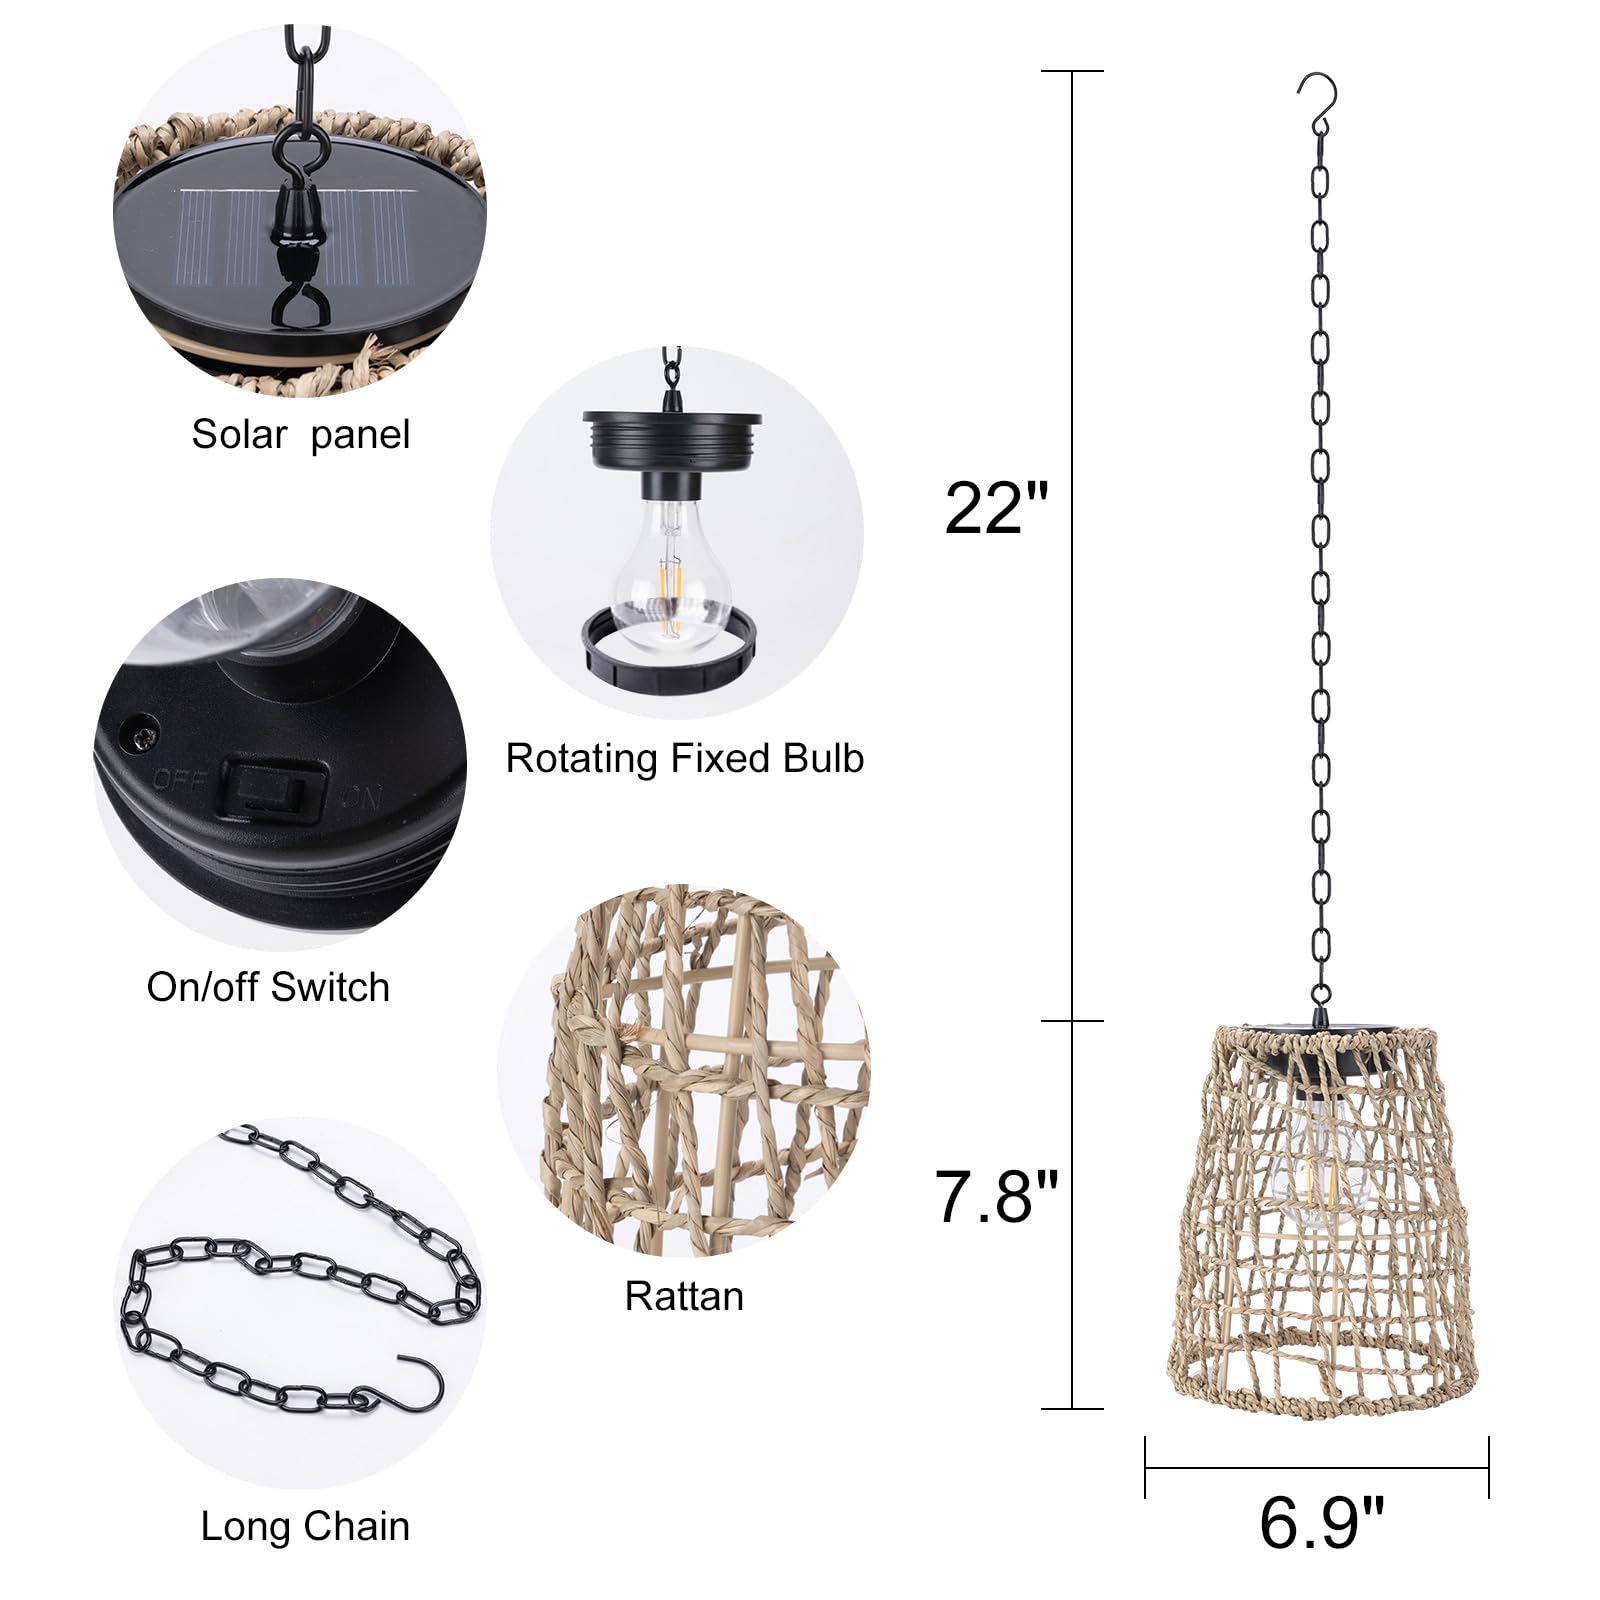 Solar panel
Rotating Fixed Bulb
OFF
ON
On/off Switch
Rattan
Long Chain
22"
7.8"
6.9"